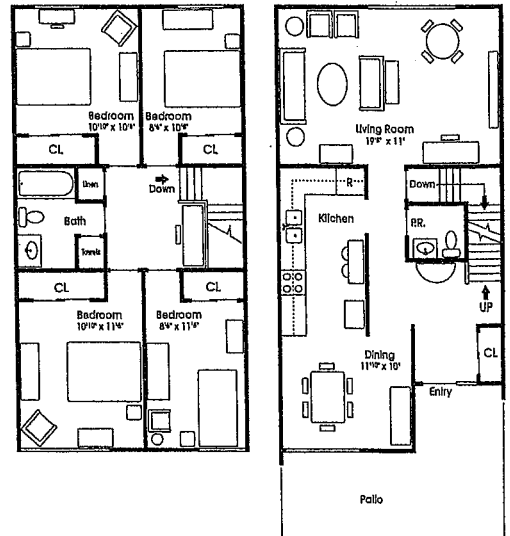 Bedroom
10'10" x 10'4"
Bedroom
8'4" x 10'4"
CL
CL
Linen
Down
Bath
Towels
CL
CL
Bedroom
10'10" x 11'4"
Bedroom
8'4" x 11'4"
Living Room
19'8" x 11'
R
Down
Kitchen
P.R.
UP
Dining
11'10" x 10'
CL
Entry
Patio